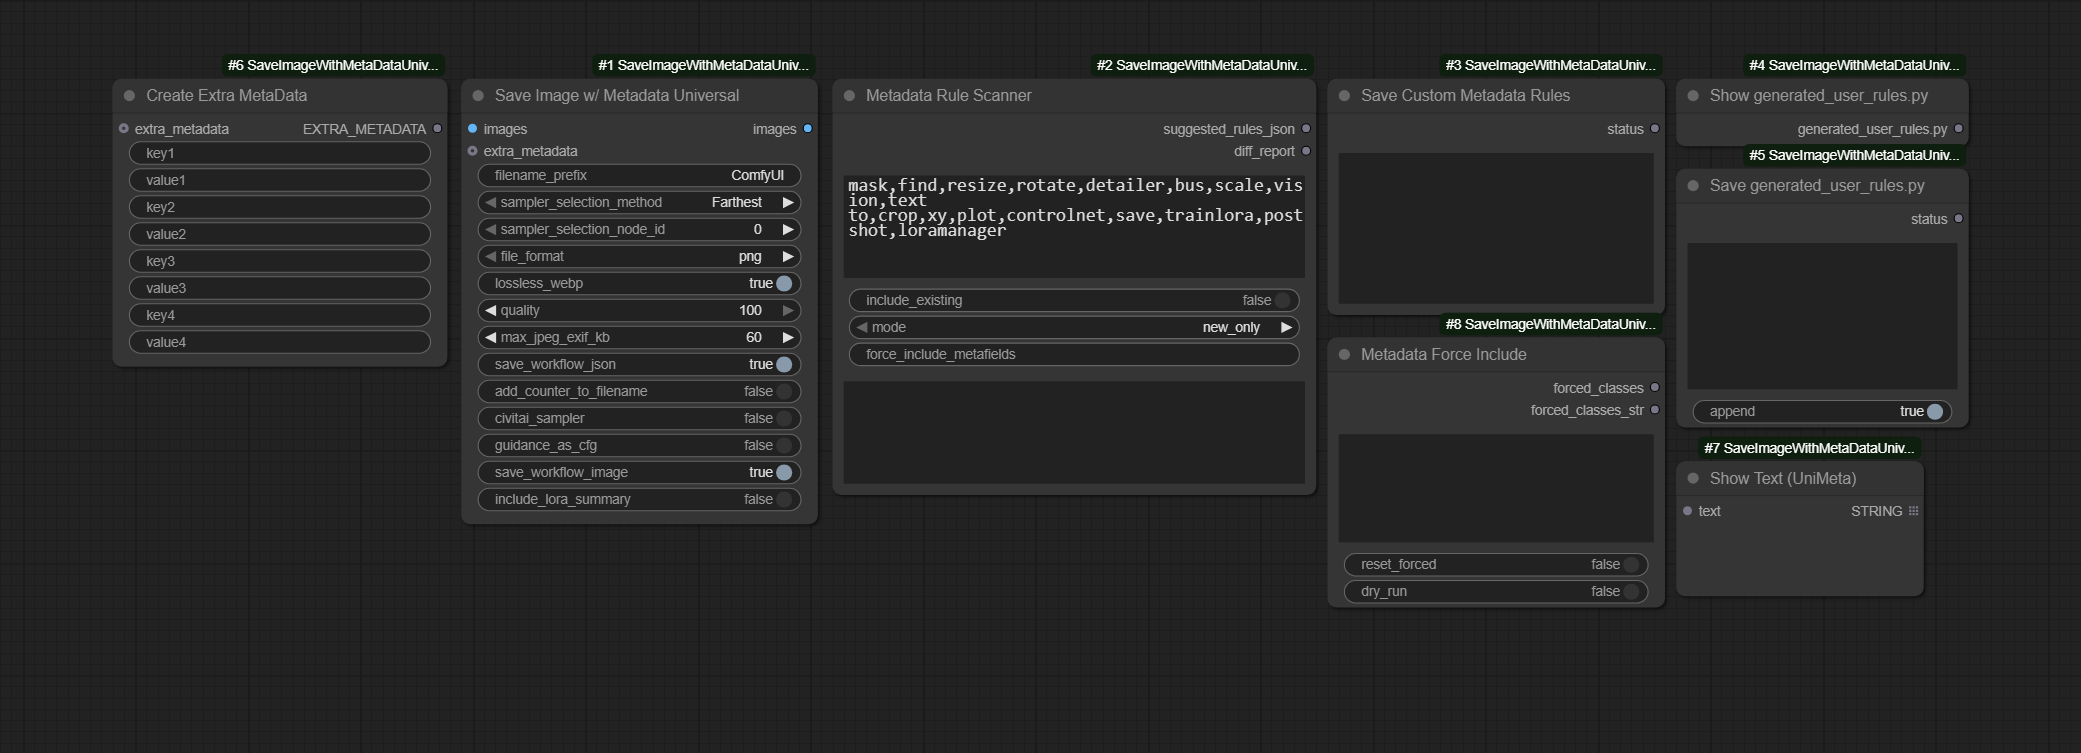 #6 SaveImageWithMetaDataUniv...
Create Extra MetaData
extra_metadata EXTRA_METADATA
key1
value1
key2
value2
key3
value3
key4
value4
#1 SaveImageWithMetaDataUniv...
Save Image w/ Metadata Universal
images images
extra_metadata
filename_prefix ComfyUI
sampler_selection_method Farthest
sampler_selection_node_id 0
file_format png
lossless_webp true
quality 100
max_jpeg_exif_kb 60
save_workflow_json true
add_counter_to_filename false
civitai_sampler false
guidance_as_cfg false
save_workflow_image true
include_lora_summary false
#2 SaveImageWithMetaDataUniv...
Metadata Rule Scanner
suggested_rules_json
diff_report
mask,find,resize,rotate,detailer,bus,scale,vis
ion,text
to,crop,xy,plot,controlnet,save,trainlora,post
shot,loramanager
include_existing false
mode new_only
force_include_metafields
#3 SaveImageWithMetaDataUniv...
Save Custom Metadata Rules
status
#8 SaveImageWithMetaDataUniv...
Metadata Force Include
forced_classes
forced_classes_str
reset_forced false
dry_run false
#4 SaveImageWithMetaDataUniv...
Show generated_user_rules.py
generated_user_rules.py
#5 SaveImageWithMetaDataUniv...
Save generated_user_rules.py
status
append true
#7 SaveImageWithMetaDataUniv...
Show Text (UniMeta)
text STRING